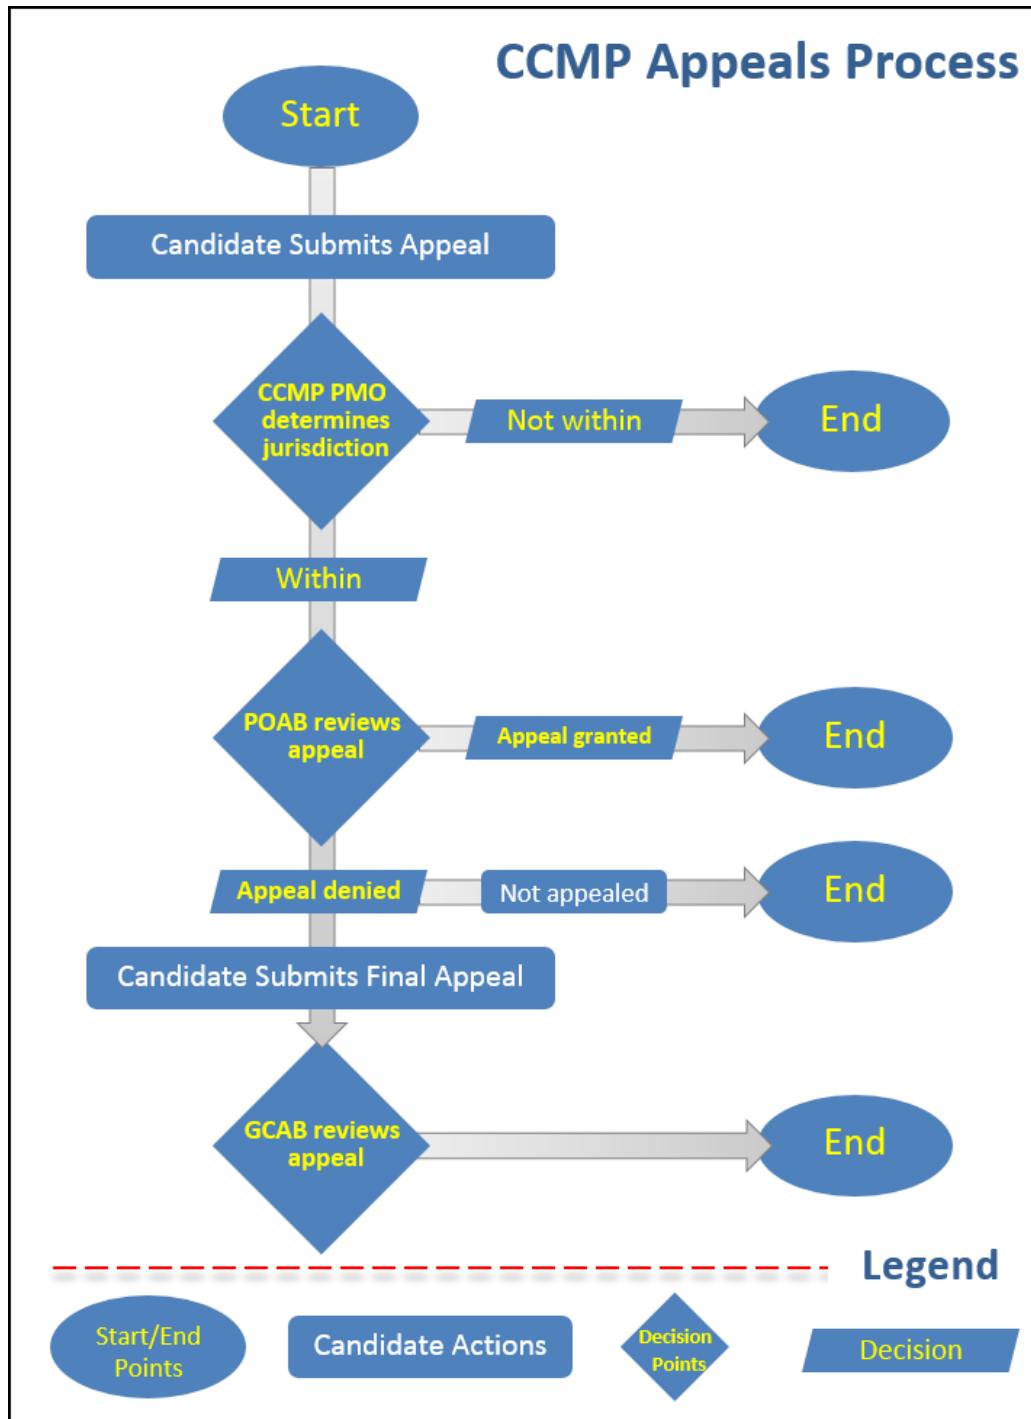 CCMP Appeals Process
Start
Candidate Submits Appeal
CCMP PMO
determines
jurisdiction
Not within
End
Within
POAB reviews
appeal
Appeal granted
End
Appeal denied
Not appealed
End
Candidate Submits Final Appeal
GCAB reviews
appeal
End
Legend
Start/End
Points
Candidate Actions
Decision
Points
Decision